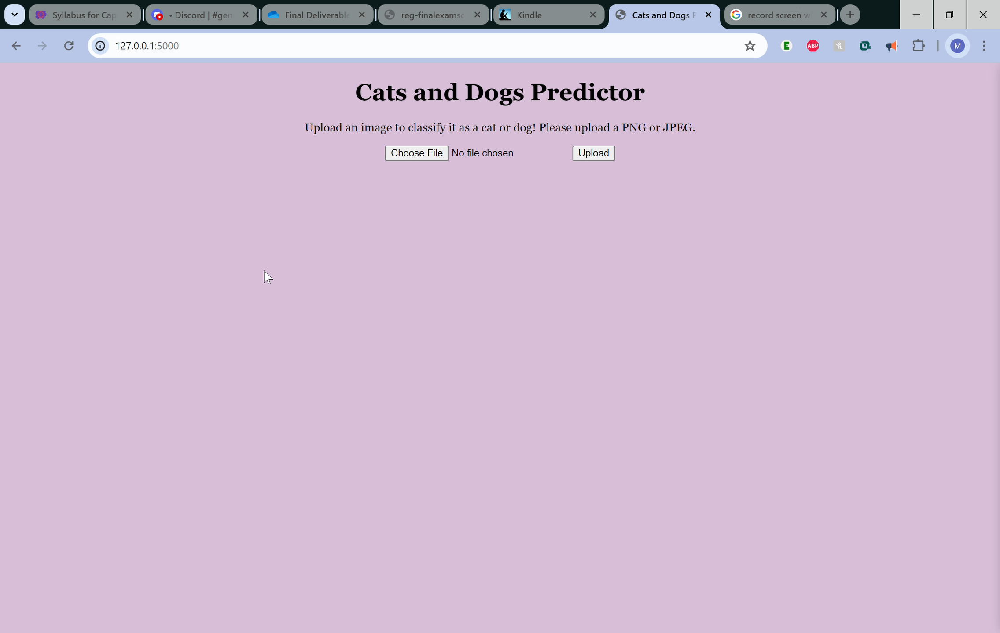 Syllabus for Cap
• Discord | #gen
Final Deliverable
reg-finalexamsc
Kindle
Cats and Dogs P
record screen w
127.0.0.1:5000
E
ABP
h
M
Cats and Dogs Predictor
Upload an image to classify it as a cat or dog! Please upload a PNG or JPEG.
Choose File No file chosen Upload